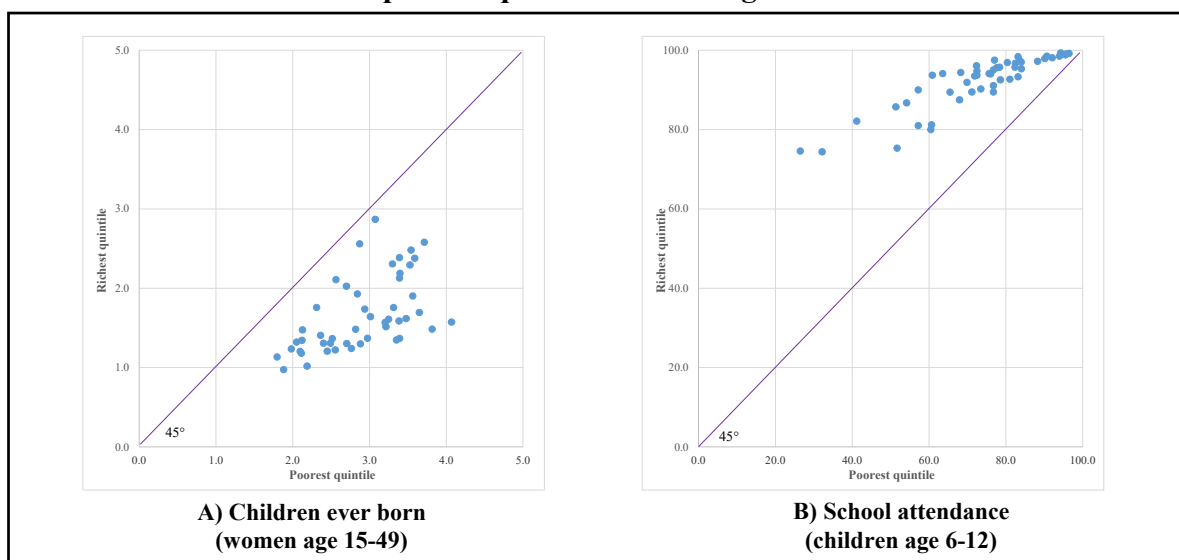 5.0
4.0
3.0
2.0
1.0
0.0
Richest quintile
45°
0.0 1.0 2.0 3.0 4.0 5.0
Poorest quintile
A) Children ever born
(women age 15-49)
100.0
80.0
60.0
40.0
20.0
0.0
Richest quintile
45°
0.0 20.0 40.0 60.0 80.0 100.0
Poorest quintile
B) School attendance
(children age 6-12)